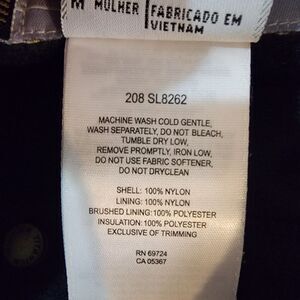 M MULHER FABRICADO EM
VIETNAM
208 SL8262
MACHINE WASH COLD GENTLE,
WASH SEPARATELY, DO NOT BLEACH,
TUMBLE DRY LOW,
REMOVE PROMPTLY, IRON LOW,
DO NOT USE FABRIC SOFTENER,
DO NOT DRYCLEAN
SHELL: 100% NYLON
LINING: 100% NYLON
BRUSHED LINING: 100% POLYESTER
INSULATION: 100% POLYESTER
EXCLUSIVE OF TRIMMING
RN 69724
CA 05367